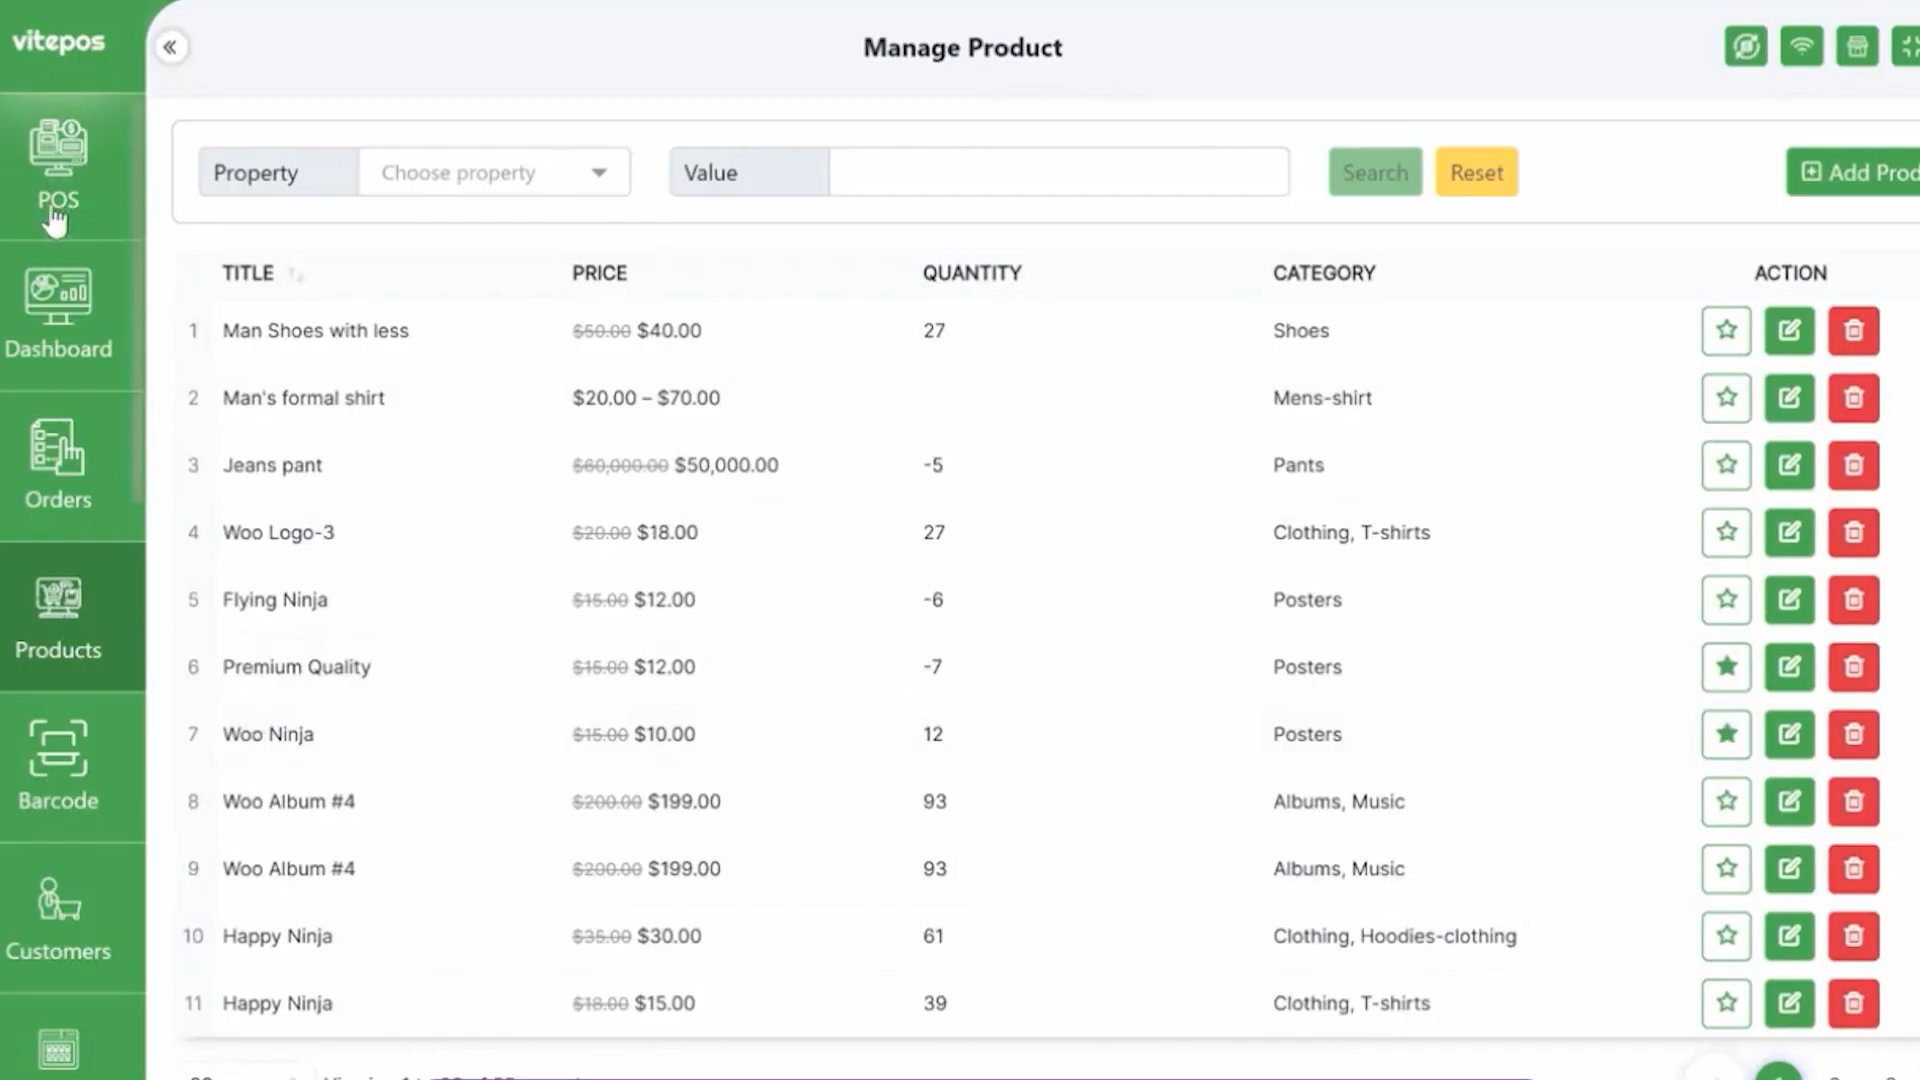 vitepos
Manage Product
POS
Dashboard
Orders
Products
Barcode
Customers
Property Choose property Value Search Reset Add Prod
TITLE PRICE QUANTITY CATEGORY ACTION
1 Man Shoes with less $50.00 $40.00 27 Shoes
2 Man's formal shirt $20.00 – $70.00 Mens-shirt
3 Jeans pant $60,000.00 $50,000.00 -5 Pants
4 Woo Logo-3 $20.00 $18.00 27 Clothing, T-shirts
5 Flying Ninja $15.00 $12.00 -6 Posters
6 Premium Quality $15.00 $12.00 -7 Posters
7 Woo Ninja $15.00 $10.00 12 Posters
8 Woo Album #4 $200.00 $199.00 93 Albums, Music
9 Woo Album #4 $200.00 $199.00 93 Albums, Music
10 Happy Ninja $35.00 $30.00 61 Clothing, Hoodies-clothing
11 Happy Ninja $18.00 $15.00 39 Clothing, T-shirts